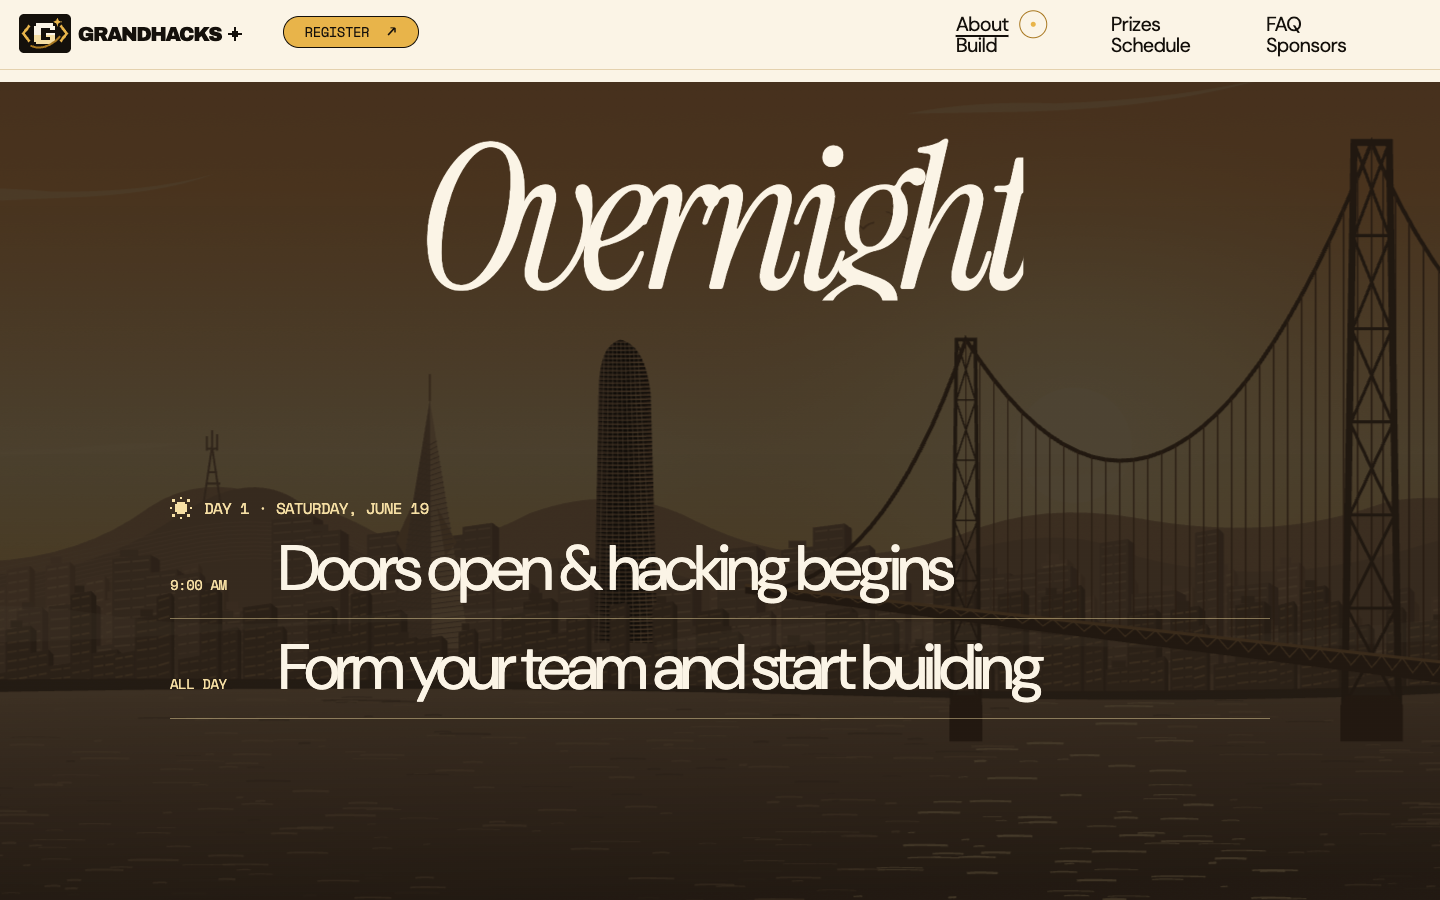 GRANDHACKS +
REGISTER ↗
About
Build
Prizes
Schedule
FAQ
Sponsors
Overnight
DAY 1 · SATURDAY, JUNE 19
9:00 AM Doors open & hacking begins
ALL DAY Form your team and start building